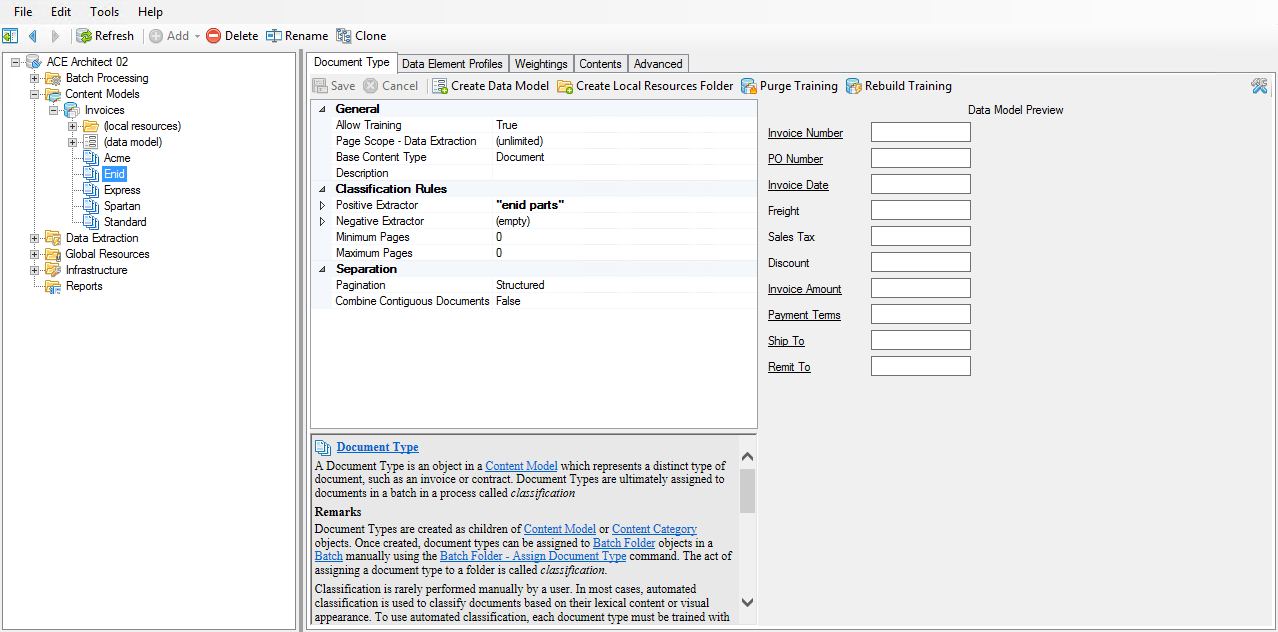 File Edit Tools Help
Refresh Add Delete Rename Clone
ACE Architect 02
Batch Processing
Content Models
Invoices
(local resources)
(data model)
Acme
Enid
Express
Spartan
Standard
Data Extraction
Global Resources
Infrastructure
Reports
Document Type Data Element Profiles Weightings Contents Advanced
Save Cancel Create Data Model Create Local Resources Folder Purge Training Rebuild Training
General
Allow Training True
Page Scope - Data Extraction (unlimited)
Base Content Type Document
Description
Classification Rules
Positive Extractor "enid parts"
Negative Extractor (empty)
Minimum Pages 0
Maximum Pages 0
Separation
Pagination Structured
Combine Contiguous Documents False
Document Type
A Document Type is an object in a Content Model which represents a distinct type of
document, such as an invoice or contract. Document Types are ultimately assigned to
documents in a batch in a process called classification
Remarks
Document Types are created as children of Content Model or Content Category
objects. Once created, document types can be assigned to Batch Folder objects in a
Batch manually using the Batch Folder - Assign Document Type command. The act of
assigning a document type to a folder is called classification.
Classification is rarely performed manually by a user. In most cases, automated
classification is used to classify documents based on their lexical content or visual
appearance. To use automated classification, each document type must be trained with
Data Model Preview
Invoice Number
PO Number
Invoice Date
Freight
Sales Tax
Discount
Invoice Amount
Payment Terms
Ship To
Remit To